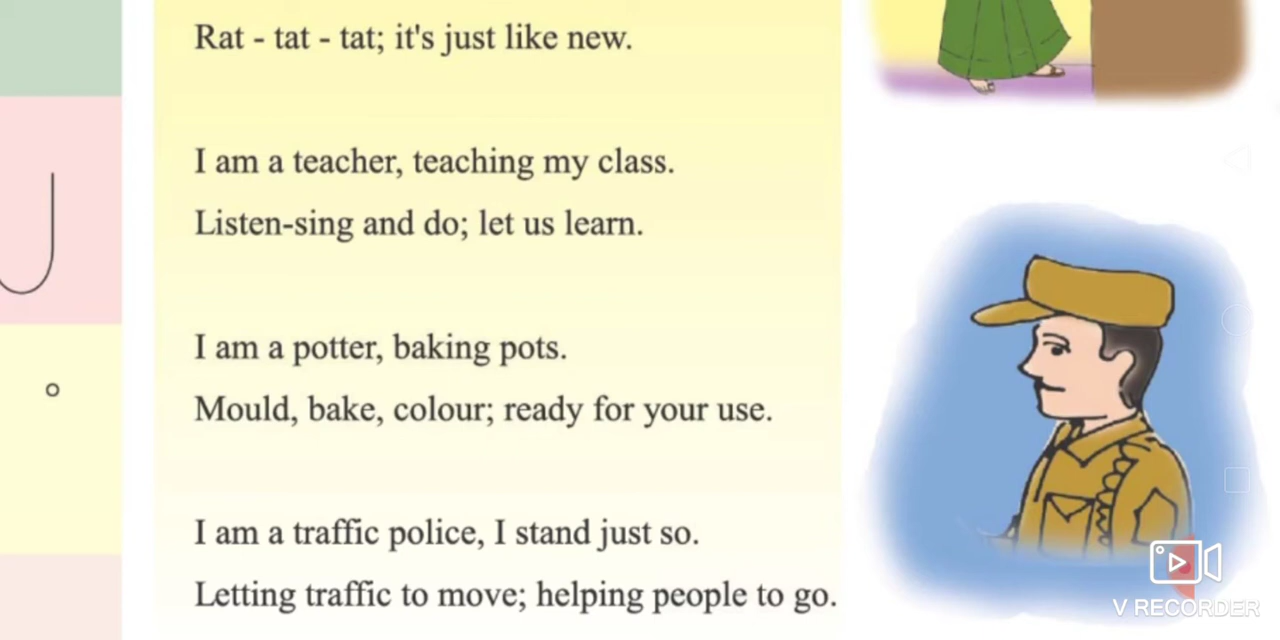 Rat - tat - tat; it's just like new.
I am a teacher, teaching my class.
Listen-sing and do; let us learn.
I am a potter, baking pots.
Mould, bake, colour; ready for your use.
I am a traffic police, I stand just so.
Letting traffic to move; helping people to go.
V RECORDER